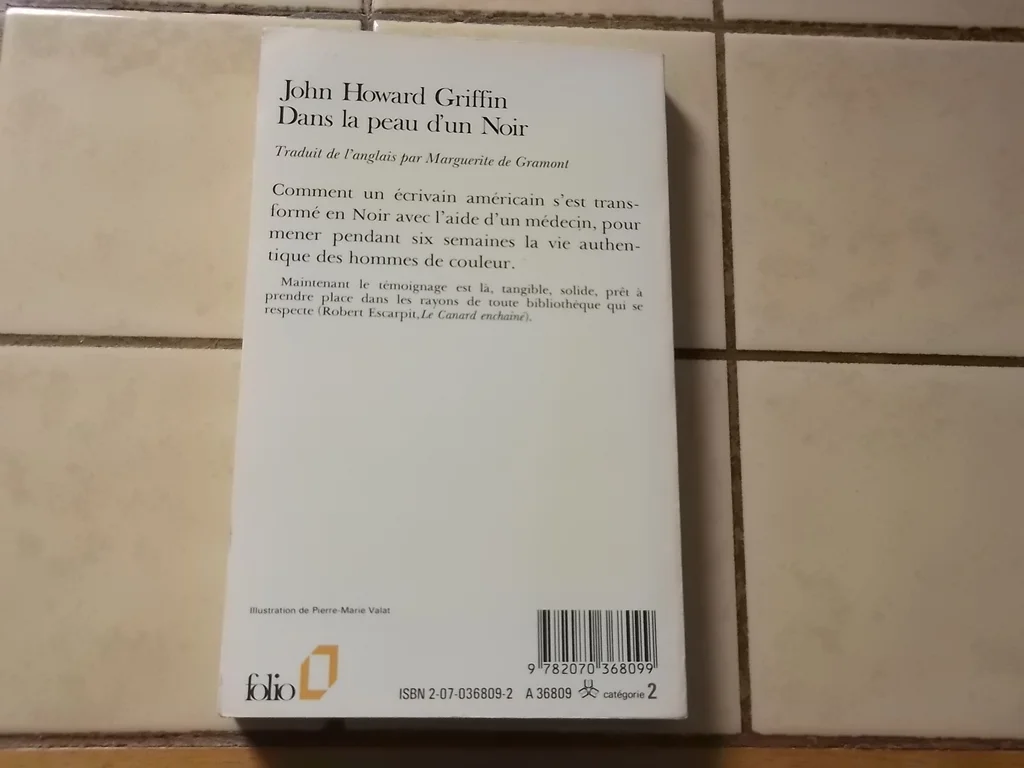 John Howard Griffin
Dans la peau d'un Noir
Traduit de l'anglais par Marguerite de Gramont
Comment un écrivain américain s'est trans-
formé en Noir avec l'aide d'un médecin, pour
mener pendant six semaines la vie authen-
tique des hommes de couleur.
Maintenant le témoignage est là, tangible, solide, prêt à
prendre place dans les rayons de toute bibliothèque qui se
respecte (Robert Escarpit, Le Canard enchaîné).
Illustration de Pierre-Marie Valat
9 782070 368099
folio
ISBN 2-07-036809-2 A 36809 catégorie 2